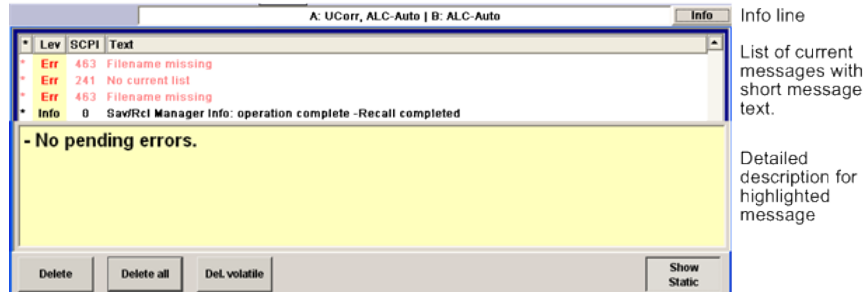 A: UCorr, ALC-Auto | B: ALC-Auto Info Info line
* Lev SCPI Text
* Err 463 Filename missing
* Err 241 No current list
* Err 463 Filename missing
* Info 0 Sav/Rcl Manager Info: operation complete -Recall completed
List of current
messages with
short message
text.
- No pending errors.
Detailed
description for
highlighted
message
Delete Delete all Del. volatile Show
Static